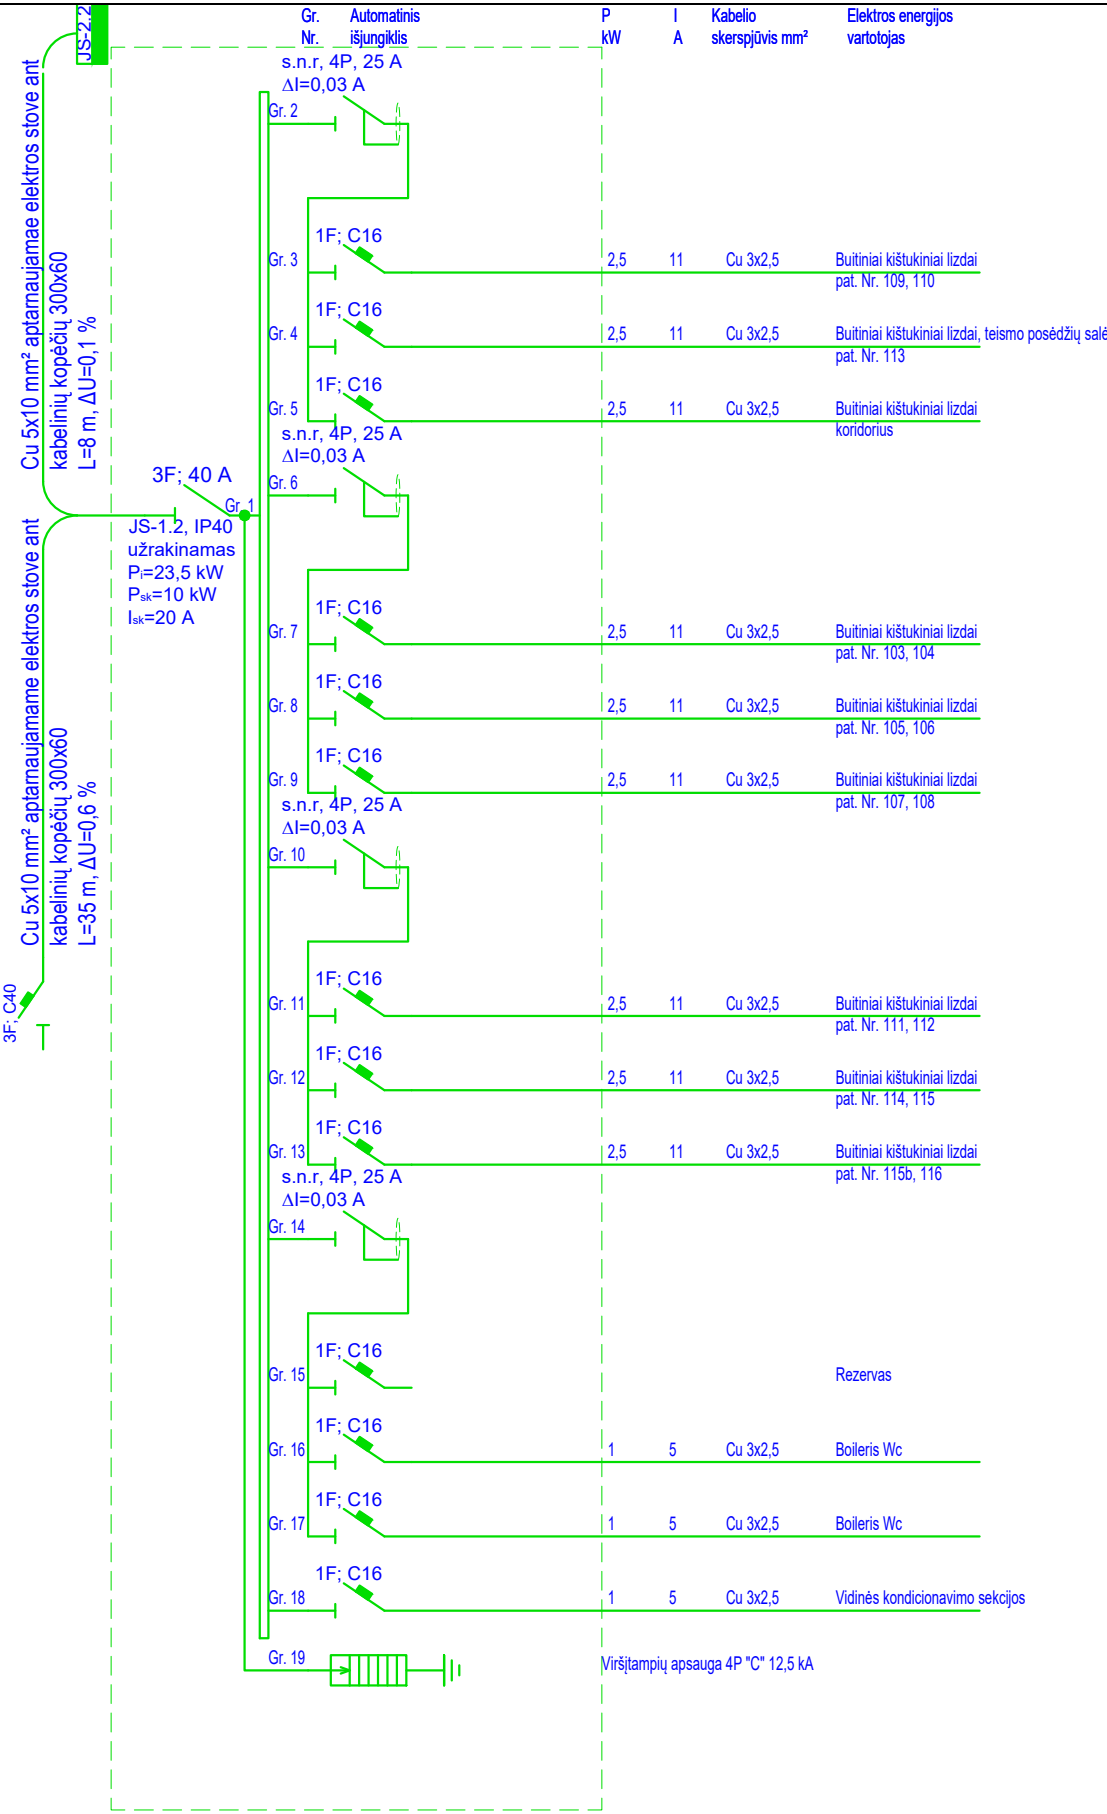 JS-2.2
Gr.
Nr.
Automatinis
išjungiklis
P
kW
I
A
Kabelio
skerspjūvis mm²
Elektros energijos
vartotojas
Cu 5x10 mm² aptarnaujamae elektros stove ant
kabelinių kopėčių 300x60
L=8 m, ΔU=0,1 %
Cu 5x10 mm² aptarnaujamame elektros stove ant
kabelinių kopėčių 300x60
L=35 m, ΔU=0,6 %
3F; C40
3F; 40 A
Gr. 1
JS-1.2, IP40
užrakinamas
Pi=23,5 kW
Psk=10 kW
Isk=20 A
s.n.r, 4P, 25 A
ΔI=0,03 A
Gr. 2
1F; C16
Gr. 3 2,5 11 Cu 3x2,5 Buitiniai kištukiniai lizdai
pat. Nr. 109, 110
1F; C16
Gr. 4 2,5 11 Cu 3x2,5 Buitiniai kištukiniai lizdai, teismo posėdžių salė
pat. Nr. 113
1F; C16
Gr. 5 2,5 11 Cu 3x2,5 Buitiniai kištukiniai lizdai
koridorius
s.n.r, 4P, 25 A
ΔI=0,03 A
Gr. 6
1F; C16
Gr. 7 2,5 11 Cu 3x2,5 Buitiniai kištukiniai lizdai
pat. Nr. 103, 104
1F; C16
Gr. 8 2,5 11 Cu 3x2,5 Buitiniai kištukiniai lizdai
pat. Nr. 105, 106
1F; C16
Gr. 9 2,5 11 Cu 3x2,5 Buitiniai kištukiniai lizdai
pat. Nr. 107, 108
s.n.r, 4P, 25 A
ΔI=0,03 A
Gr. 10
1F; C16
Gr. 11 2,5 11 Cu 3x2,5 Buitiniai kištukiniai lizdai
pat. Nr. 111, 112
1F; C16
Gr. 12 2,5 11 Cu 3x2,5 Buitiniai kištukiniai lizdai
pat. Nr. 114, 115
1F; C16
Gr. 13 2,5 11 Cu 3x2,5 Buitiniai kištukiniai lizdai
pat. Nr. 115b, 116
s.n.r, 4P, 25 A
ΔI=0,03 A
Gr. 14
1F; C16
Gr. 15 Rezervas
1F; C16
Gr. 16 1 5 Cu 3x2,5 Boileris Wc
1F; C16
Gr. 17 1 5 Cu 3x2,5 Boileris Wc
1F; C16
Gr. 18 1 5 Cu 3x2,5 Vidinės kondicionavimo sekcijos
Gr. 19 Viršįtampių apsauga 4P "C" 12,5 kA